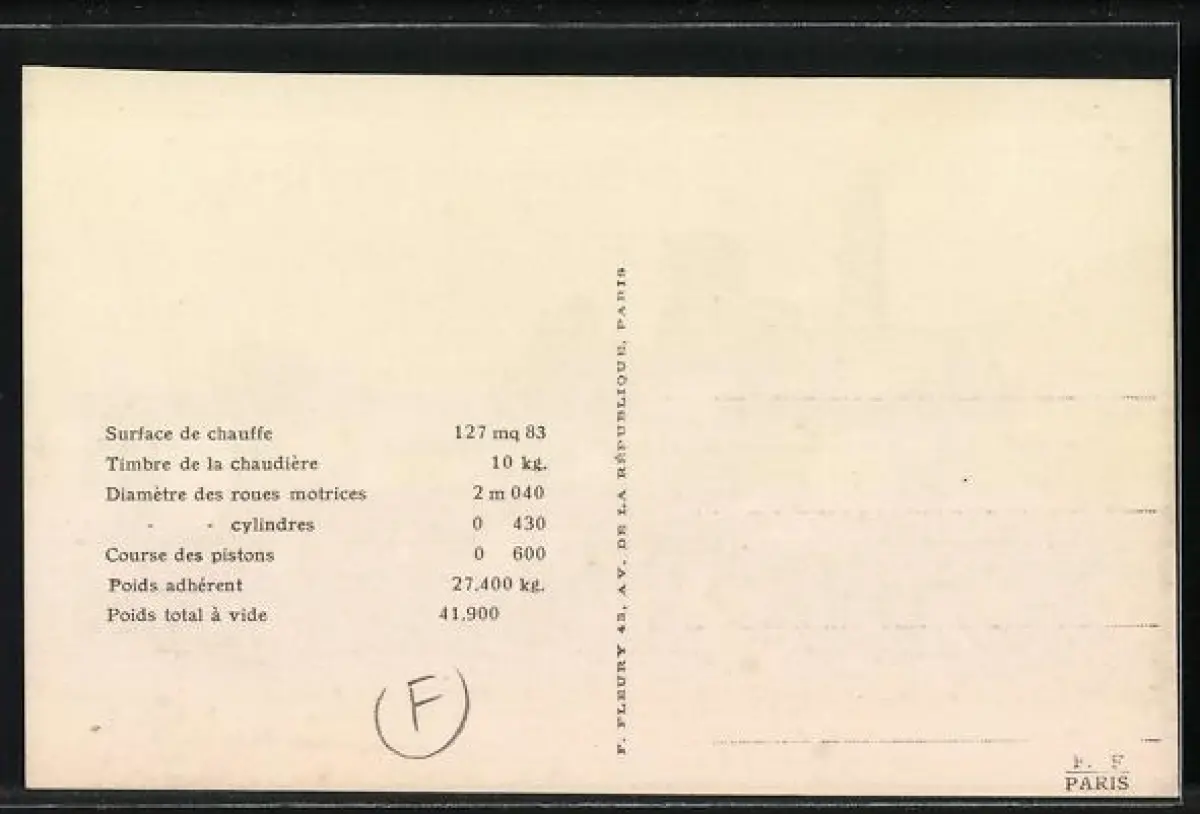 Surface de chauffe 127 mq 83
Timbre de la chaudière 10 kg.
Diamètre des roues motrices 2 m 040
- - cylindres 0 430
Course des pistons 0 600
Poids adhérent 27.400 kg.
Poids total à vide 41.900
F
F. FLEURY 45, AV. DE LA RÉPUBLIQUE, PARIS
F. F
PARIS